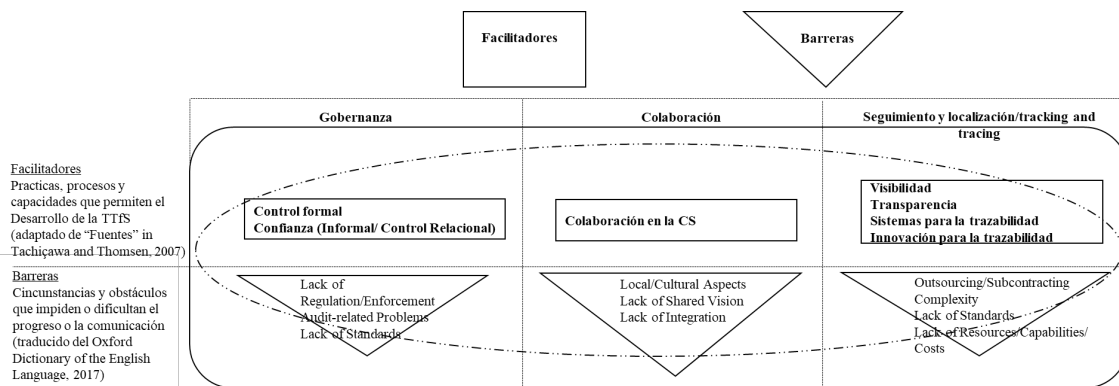 Facilitadores
Barreras
Gobernanza
Colaboración
Seguimiento y localización/tracking and
tracing
Facilitadores
Practicas, procesos y
capacidades que permiten el
Desarrollo de la TTfS
(adaptado de “Fuentes” in
Tachiçawa and Thomsen, 2007)
Control formal
Confianza (Informal/ Control Relacional)
Colaboración en la CS
Visibilidad
Transparencia
Sistemas para la trazabilidad
Innovación para la trazabilidad
Barreras
Cincunstancias y obstáculos
que impiden o dificultan el
progreso o la comunicación
(traducido del Oxford
Dictionary of the English
Language, 2017)
Lack of
Regulation/Enforcement
Audit-related Problems
Lack of Standards
Local/Cultural Aspects
Lack of Shared Vision
Lack of Integration
Outsourcing/Subcontracting
Complexity
Lack of Standards
Lack of Resources/Capabilities/
Costs